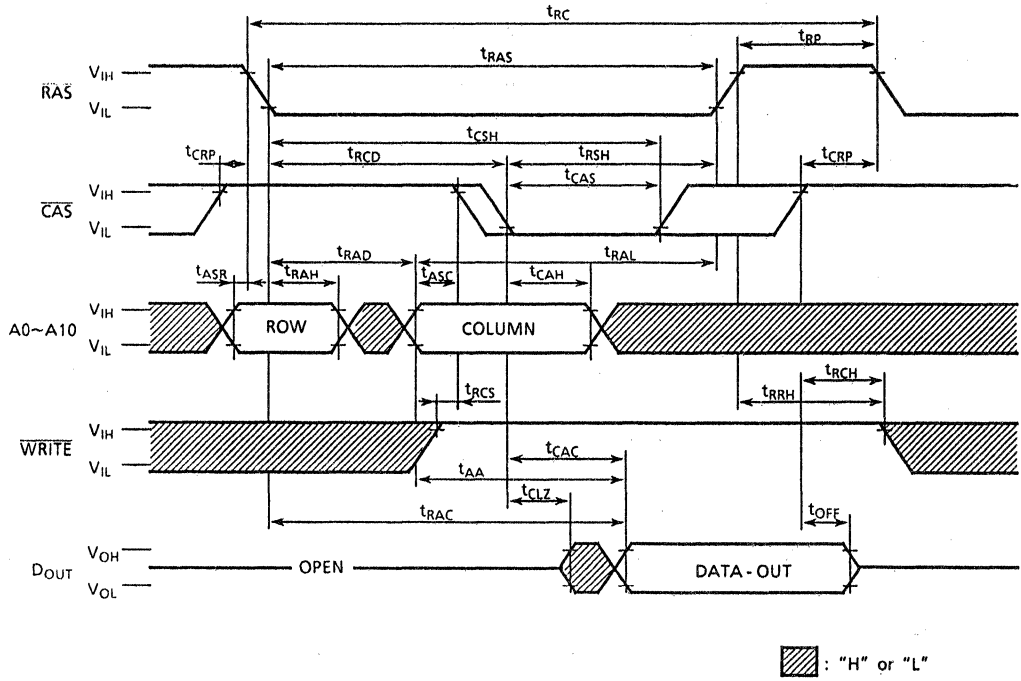 tRC
tRP
tRAS
VIH
RAS
VIL
tCSH
tCRP
tRCD
tRSH
tCRP
tCAS
VIH
CAS
VIL
tRAD
tRAL
tASR
tRAH
tASC
tCAH
VIH
A0~A10
ROW
COLUMN
VIL
tRCH
tRCS
tRRH
VIH
WRITE
VIL
tCAC
tAA
tCLZ
tRAC
tOFF
VOH
DOUT
OPEN
DATA-OUT
VOL
: "H" or "L"